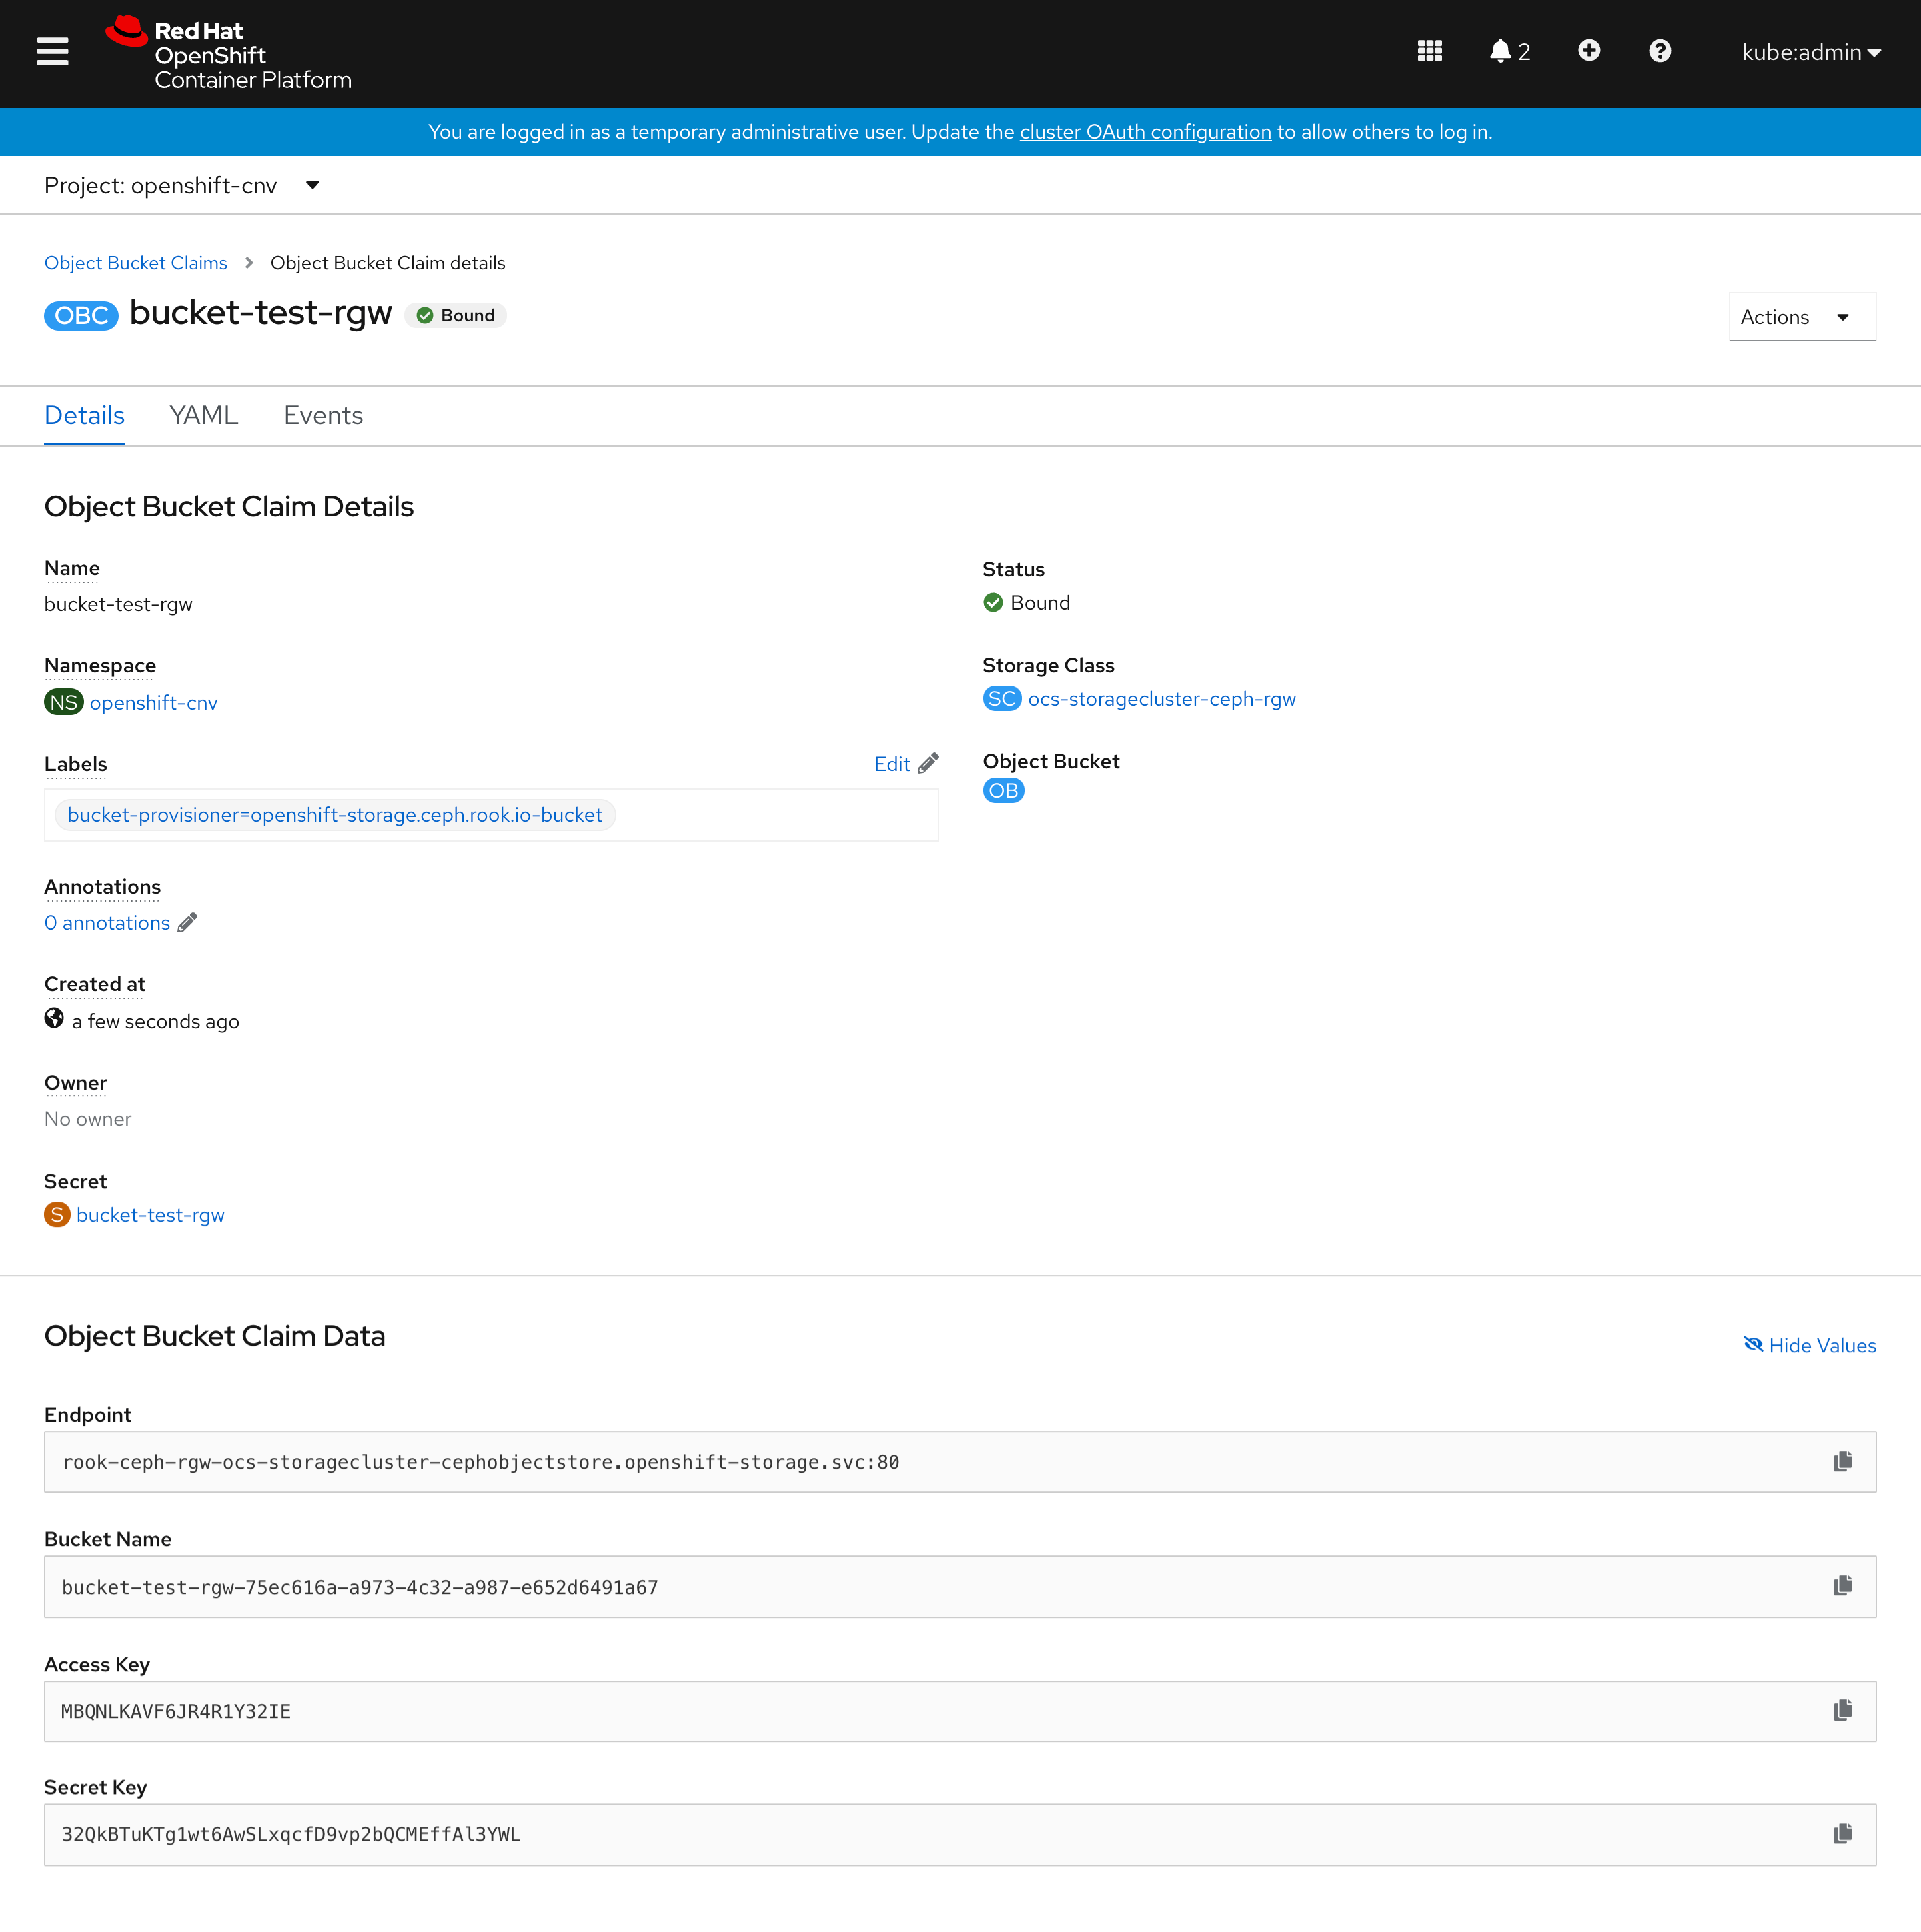 Red Hat
OpenShift
Container Platform
2
kube:admin
You are logged in as a temporary administrative user. Update the cluster OAuth configuration to allow others to log in.
Project: openshift-cnv
Object Bucket Claims > Object Bucket Claim details
OBC bucket-test-rgw Bound
Actions
Details YAML Events
Object Bucket Claim Details
Name
bucket-test-rgw
Namespace
NS openshift-cnv
Labels Edit
bucket-provisioner=openshift-storage.ceph.rook.io-bucket
Annotations
0 annotations
Created at
a few seconds ago
Owner
No owner
Secret
S bucket-test-rgw
Status
Bound
Storage Class
SC ocs-storagecluster-ceph-rgw
Object Bucket
OB
Object Bucket Claim Data
Hide Values
Endpoint
rook-ceph-rgw-ocs-storagecluster-cephobjectstore.openshift-storage.svc:80
Bucket Name
bucket-test-rgw-75ec616a-a973-4c32-a987-e652d6491a67
Access Key
MBQNLKAVF6JR4R1Y32IE
Secret Key
32QkBTuKTg1wt6AwSLxqcfD9vp2bQCMEffAl3YWL